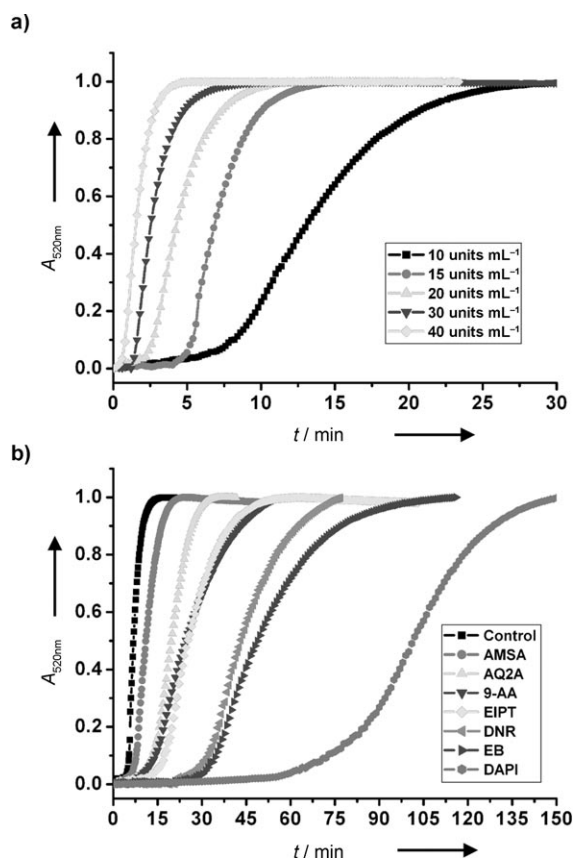 a)
1.0
0.8
0.6
0.4
0.2
0.0
A520nm
10 units mL⁻¹
15 units mL⁻¹
20 units mL⁻¹
30 units mL⁻¹
40 units mL⁻¹
0 5 10 15 20 25 30
t / min
b)
1.0
0.8
0.6
0.4
0.2
0.0
A520nm
Control
AMSA
AQ2A
9-AA
EIPT
DNR
EB
DAPI
0 15 30 45 60 75 90 105 120 135 150
t / min